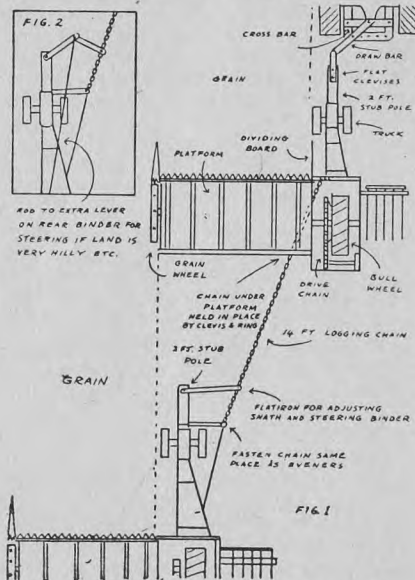 FIG. 2
CROSS BAR
DRAW BAR
GRAIN
FLAT
CLEVISES
2 FT.
STUB
POLE
TRUCK
DIVIDING
BOARD
PLATFORM
ROD TO EXTRA LEVER
ON REAR BINDER FOR
STEERING IF LAND IS
VERY HILLY ETC.
GRAIN
WHEEL
DRIVE
CHAIN
BULL
WHEEL
CHAIN UNDER
PLATFORM
HELD IN PLACE
BY CLEVIS & RING
14 FT LOGGING CHAIN
2 FT. STUB
POLE
GRAIN
FLATIRON FOR ADJUSTING
SWATH AND STEERING BINDER
FASTEN CHAIN SAME
PLACE AS EVENERS
FIG. 1